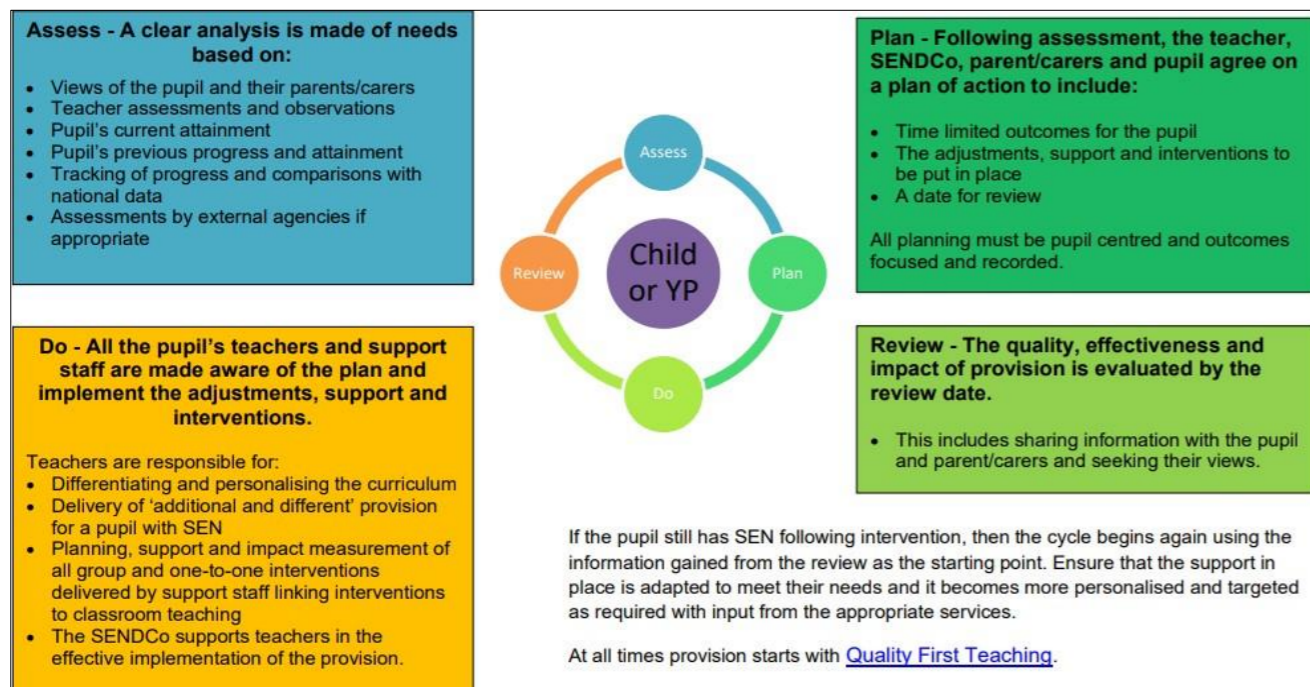 Assess - A clear analysis is made of needs
based on:
• Views of the pupil and their parents/carers
• Teacher assessments and observations
• Pupil's current attainment
• Pupil's previous progress and attainment
• Tracking of progress and comparisons with
national data
• Assessments by external agencies if
appropriate
Plan - Following assessment, the teacher,
SENDCo, parent/carers and pupil agree on
a plan of action to include:
• Time limited outcomes for the pupil
• The adjustments, support and interventions to
be put in place
• A date for review
All planning must be pupil centred and outcomes
focused and recorded.
Assess
Review
Child
or YP
Plan
Do
Do - All the pupil's teachers and support
staff are made aware of the plan and
implement the adjustments, support and
interventions.
Teachers are responsible for:
• Differentiating and personalising the curriculum
• Delivery of 'additional and different' provision
for a pupil with SEN
• Planning, support and impact measurement of
all group and one-to-one interventions
delivered by support staff linking interventions
to classroom teaching
• The SENDCo supports teachers in the
effective implementation of the provision.
Review - The quality, effectiveness and
impact of provision is evaluated by the
review date.
• This includes sharing information with the pupil
and parent/carers and seeking their views.
If the pupil still has SEN following intervention, then the cycle begins again using the
information gained from the review as the starting point. Ensure that the support in
place is adapted to meet their needs and it becomes more personalised and targeted
as required with input from the appropriate services.
At all times provision starts with Quality First Teaching.